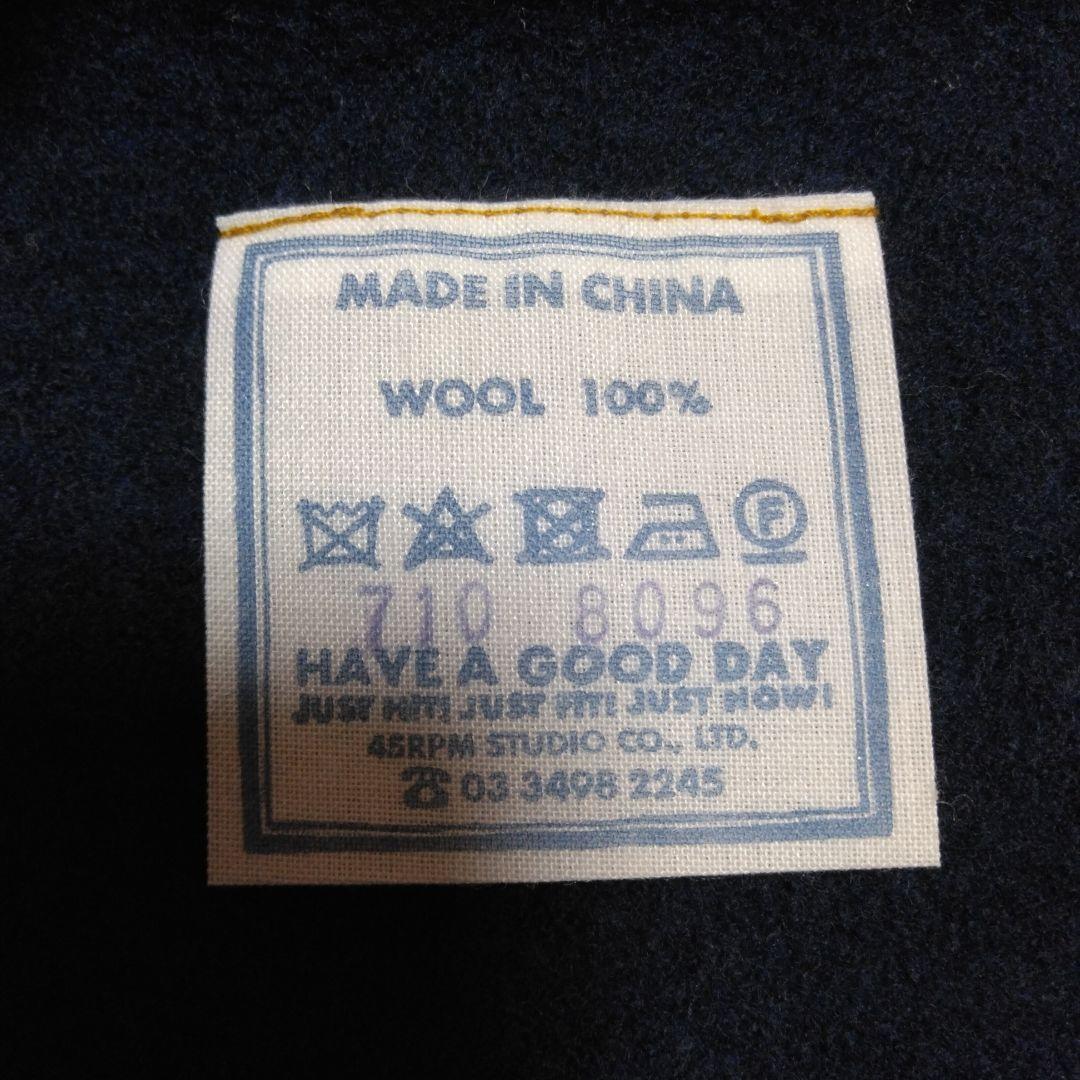 MADE IN CHINA
WOOL 100%
F
710 8096
HAVE A GOOD DAY
JUST HIT! JUST FIT! JUST NOW!
45RPM STUDIO CO., LTD.
☎ 03 3498 2245